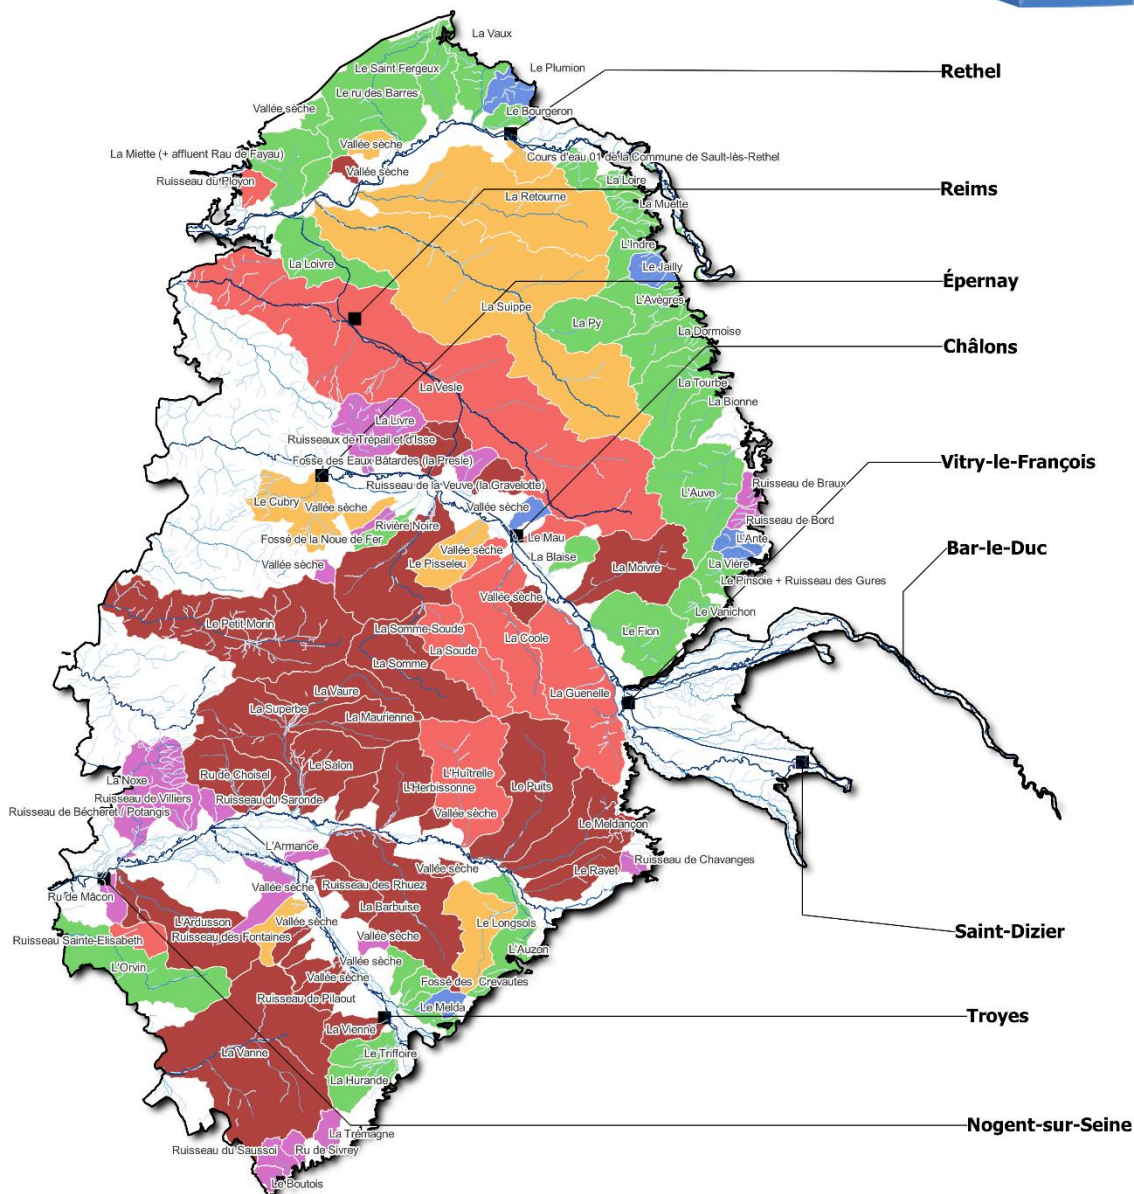 La Vaux
Le Saint Fergeux
Le Plumion
Rethel
Le ru des Barres
Vallée sèche
Le Bourgeron
Vallée sèche
La Miette (+ affluent Rau de Fayau)
Cours d'eau 01 de la Commune de Sault-lès-Rethel
Vallée sèche
Ruisseau du Ployon
La Loire
La Retourne
Reims
La Muette
L'Indre
La Loivre
Le Jailly
Épernay
L'Avègres
La Suippe
La Py
La Dormoise
Châlons
La Vesle
La Tourbe
La Bionne
La Livre
Ruisseaux de Trépail et d'Isse
Fosse des Eaux Bâtardes (la Presle)
Vitry-le-François
Ruisseau de la Veuve (la Gravelotte)
Ruisseau de Braux
L'Auve
Le Cubry
Vallée sèche
Vallée sèche
Ruisseau de Bord
Rivière Noire
Fossé de la Noue de Fer
Le Mau
L'Ante
Bar-le-Duc
Vallée sèche
La Blaise
Le Pisseleu
La Moivre
La Vière
Vallée sèche
Le Pinsoie + Ruisseau des Gures
Vallée sèche
Le Vanichon
Le Petit Morin
La Somme-Soude
La Coole
Le Fion
La Soude
La Somme
La Vaure
La Guenelle
La Superbe
La Maurienne
Le Salon
Ru de Choisel
L'Huîtrelle
La Noxe
L'Herbissonne
Le Puits
Ruisseau de Villiers
Ruisseau du Saronde
Ruisseau de Bécheret / Potangis
Vallée sèche
Le Meldançon
L'Armance
Ruisseau de Chavanges
Vallée sèche
Le Ravet
Vallée sèche
Ruisseau des Rhuez
Ru de Mâcon
La Barbuise
L'Ardusson
Vallée sèche
Le Longsols
Saint-Dizier
Ruisseau Sainte-Elisabeth
Ruisseau des Fontaines
Vallée sèche
L'Auzon
Vallée sèche
L'Orvin
Vallée sèche
Fossé des Crevautes
Ruisseau de Pilaout
Le Melda
Troyes
La Vienne
La Vanne
Le Triffoire
La Hurande
Nogent-sur-Seine
La Trémagne
Ruisseau du Saussoi
Ru de Sivrey
Le Boutois